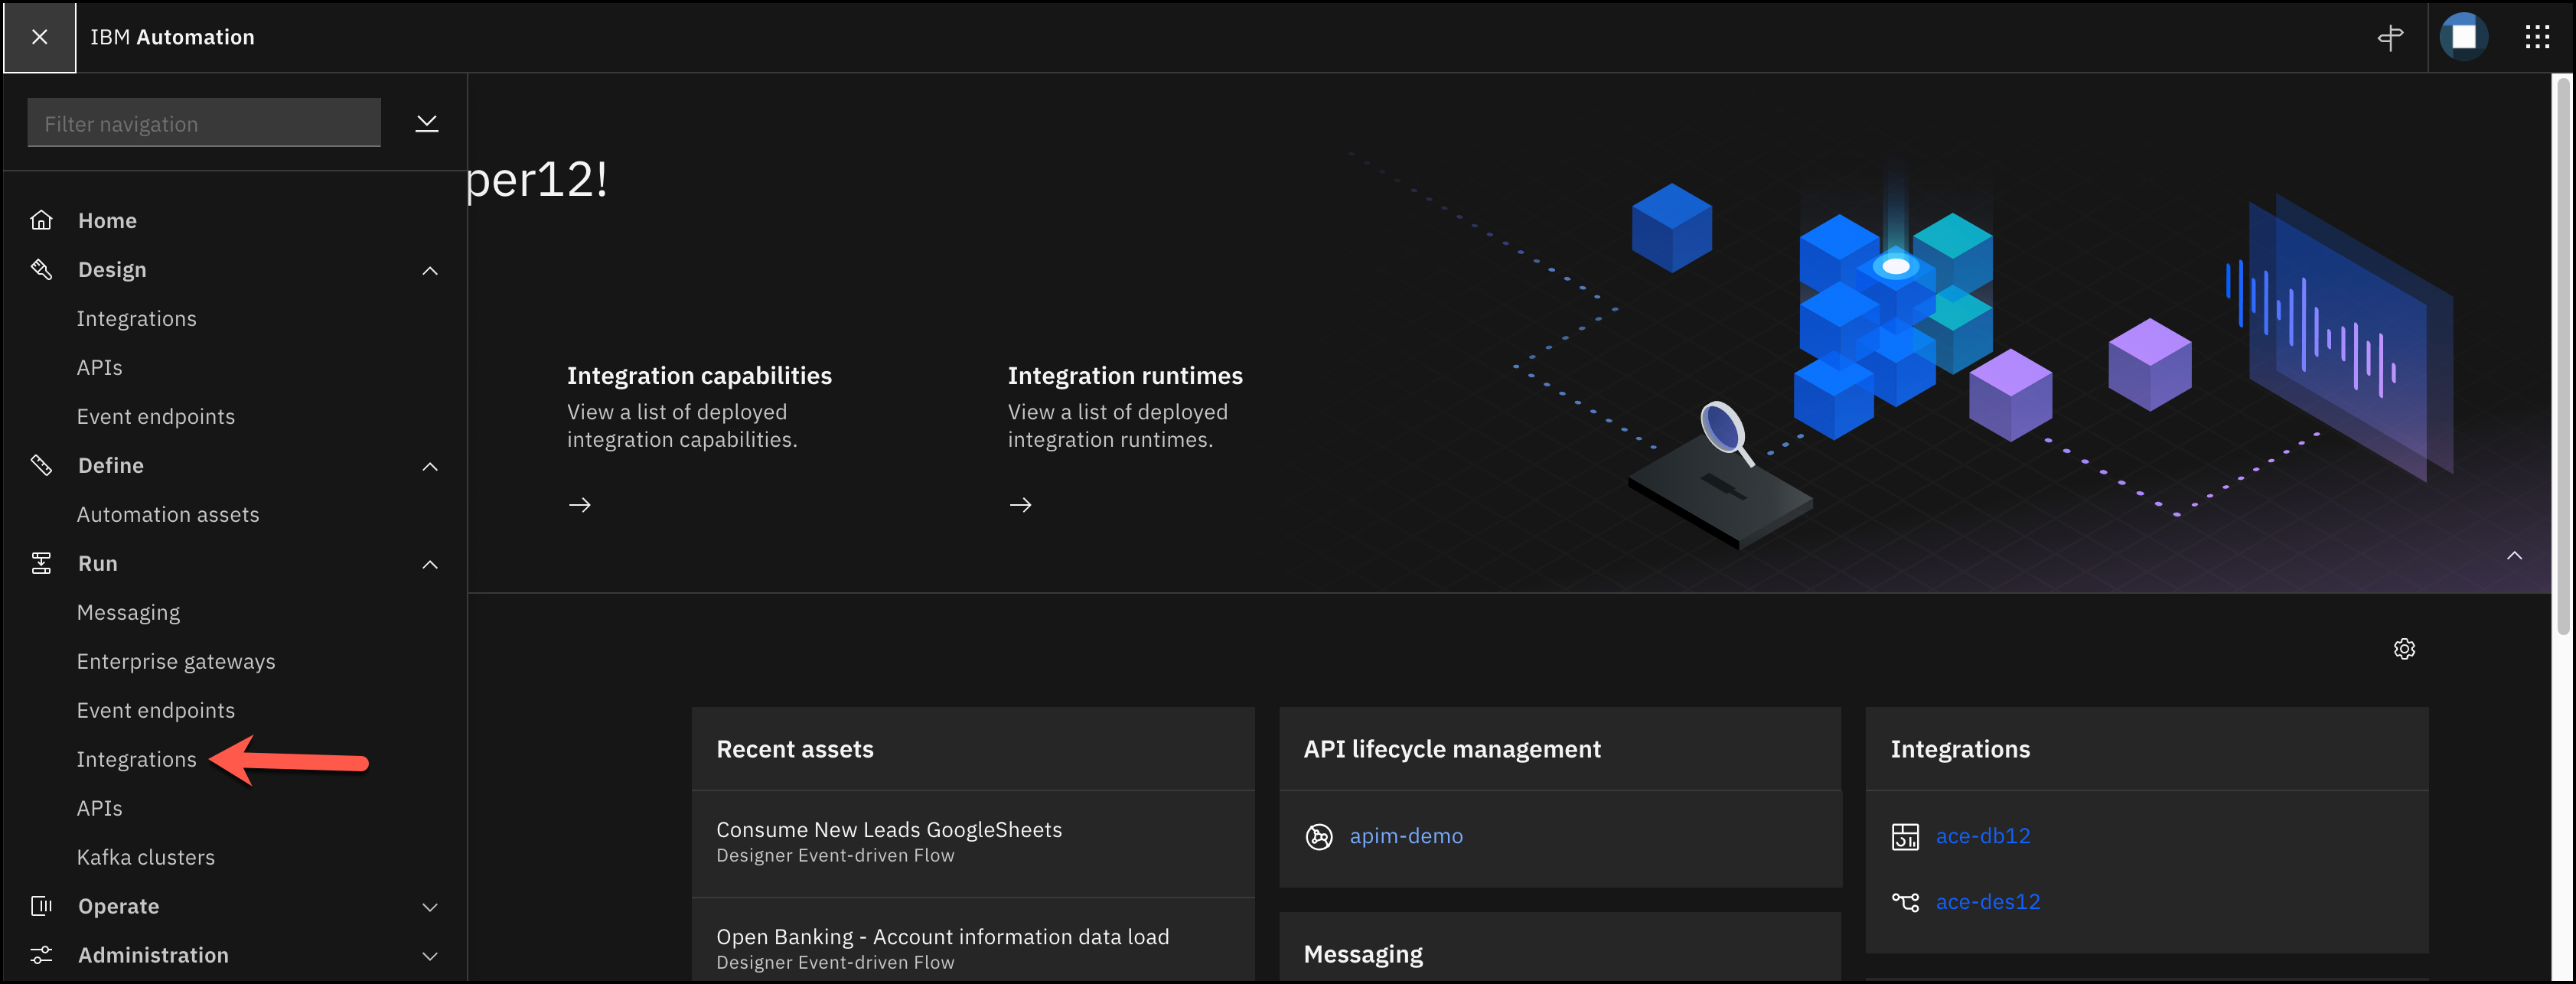 IBM Automation
Filter navigation
Home
Design
Integrations
APIs
Event endpoints
Define
Automation assets
Run
Messaging
Enterprise gateways
Event endpoints
Integrations
APIs
Kafka clusters
Operate
Administration
per12!
Integration capabilities
View a list of deployed
integration capabilities.
Integration runtimes
View a list of deployed
integration runtimes.
Recent assets
Consume New Leads GoogleSheets
Designer Event-driven Flow
Open Banking - Account information data load
Designer Event-driven Flow
API lifecycle management
apim-demo
Messaging
Integrations
ace-db12
ace-des12